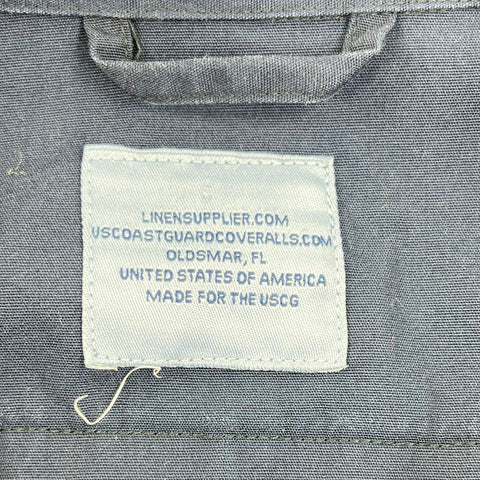 S
LINENSUPPLIER.COM
USCOASTGUARDCOVERALLS.COM
OLDSMAR, FL
UNITED STATES OF AMERICA
MADE FOR THE USCG